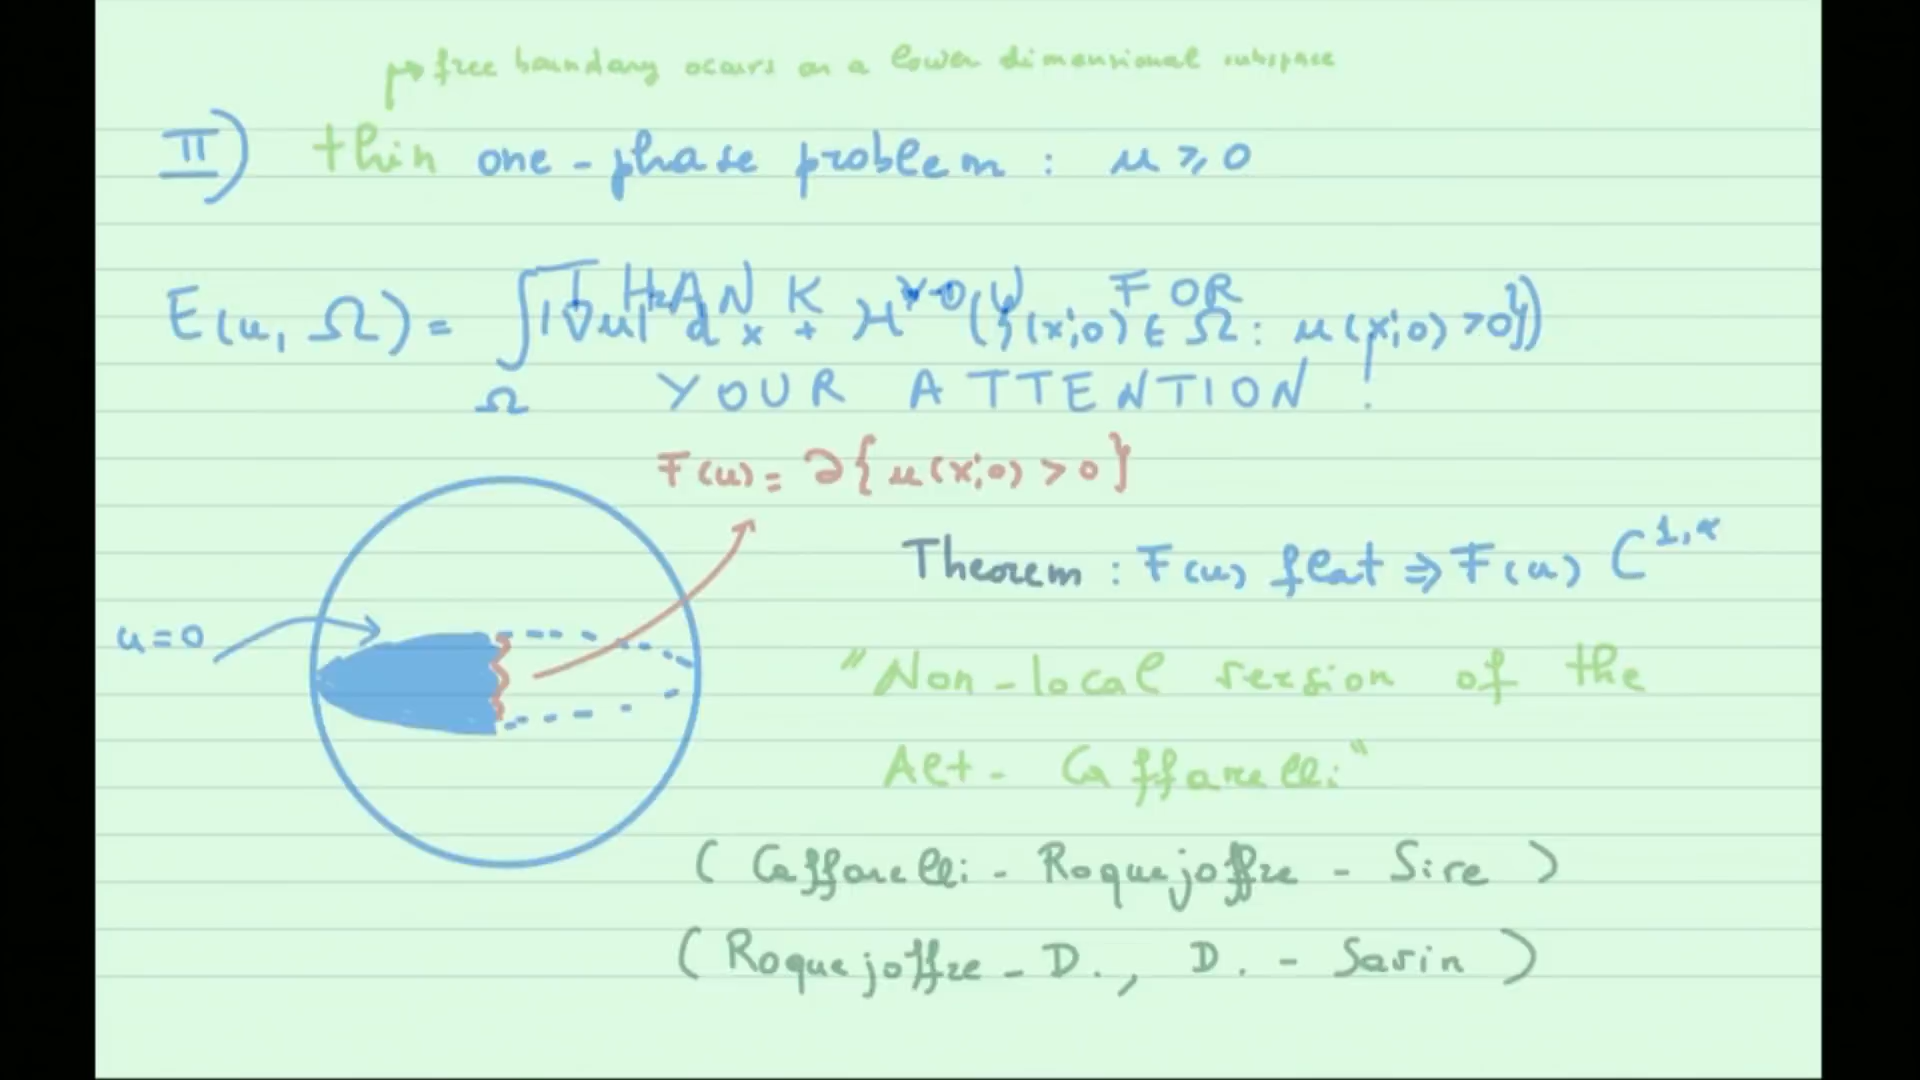 ↦ free boundary occurs on a lower dimensional subspace
II) thin one-phase problem : u ≥ 0
THANK YOU FOR
E(u, Ω) = ∫_Ω |∇u|² dx + ({(x',0) ∈ Ω : u(x',0) > 0})
YOUR ATTENTION !
F(u) = ∂{u(x',0) > 0}
Theorem : F(u) flat ⇒ F(u) C^{1,α}
u=0
"Non-local version of the
Alt - Caffarelli"
( Caffarelli - Roquejoffre - Sire )
( Roquejoffre - D. , D. - Savin )